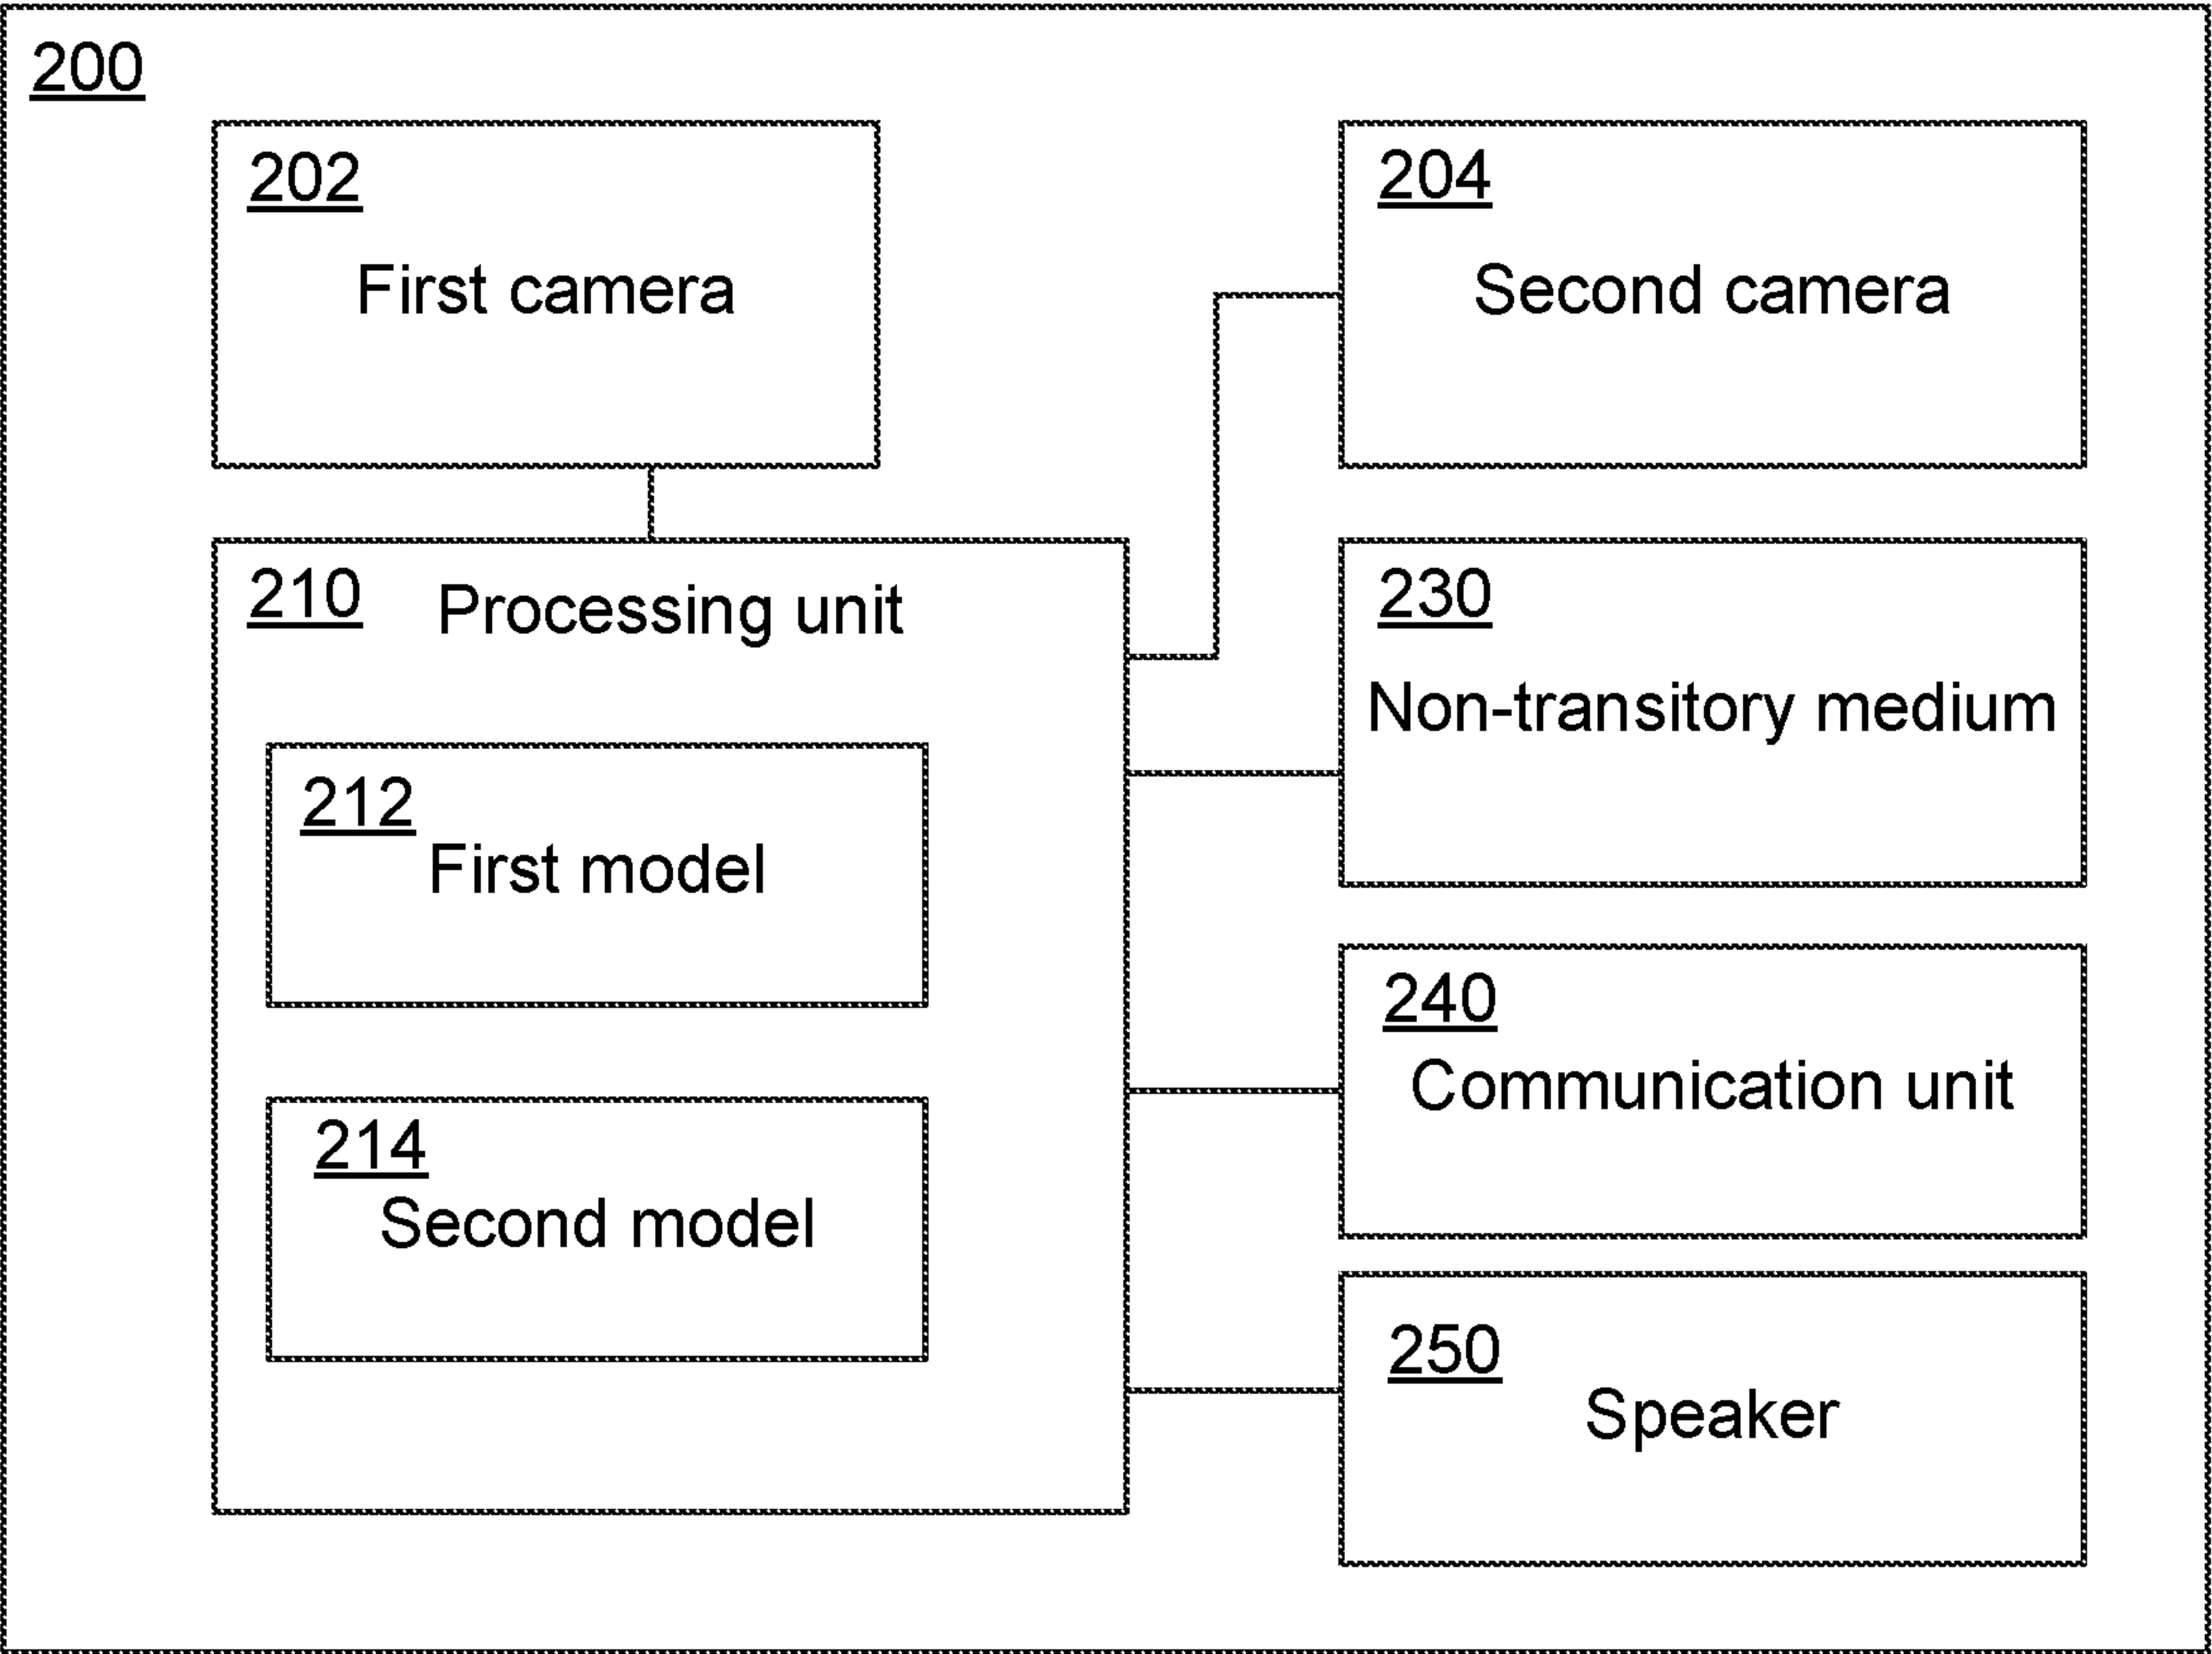 200
202
First camera
204
Second camera
210 Processing unit
230
Non-transitory medium
212
First model
240
Communication unit
214
Second model
250
Speaker